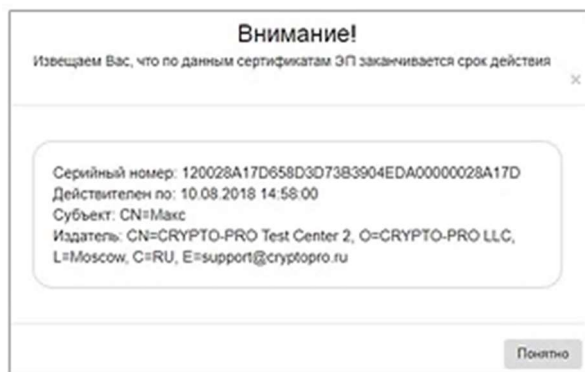 Внимание!
Извещаем Вас, что по данным сертификатам ЭП заканчивается срок действия
×
Серийный номер: 120028A17D658D3D73B3904EDA00000028A17D
Действителен по: 10.08.2018 14:58:00
Субъект: CN=Макс
Издатель: CN=CRYPTO-PRO Test Center 2, O=CRYPTO-PRO LLC,
L=Moscow, C=RU, E=support@cryptopro.ru
Понятно